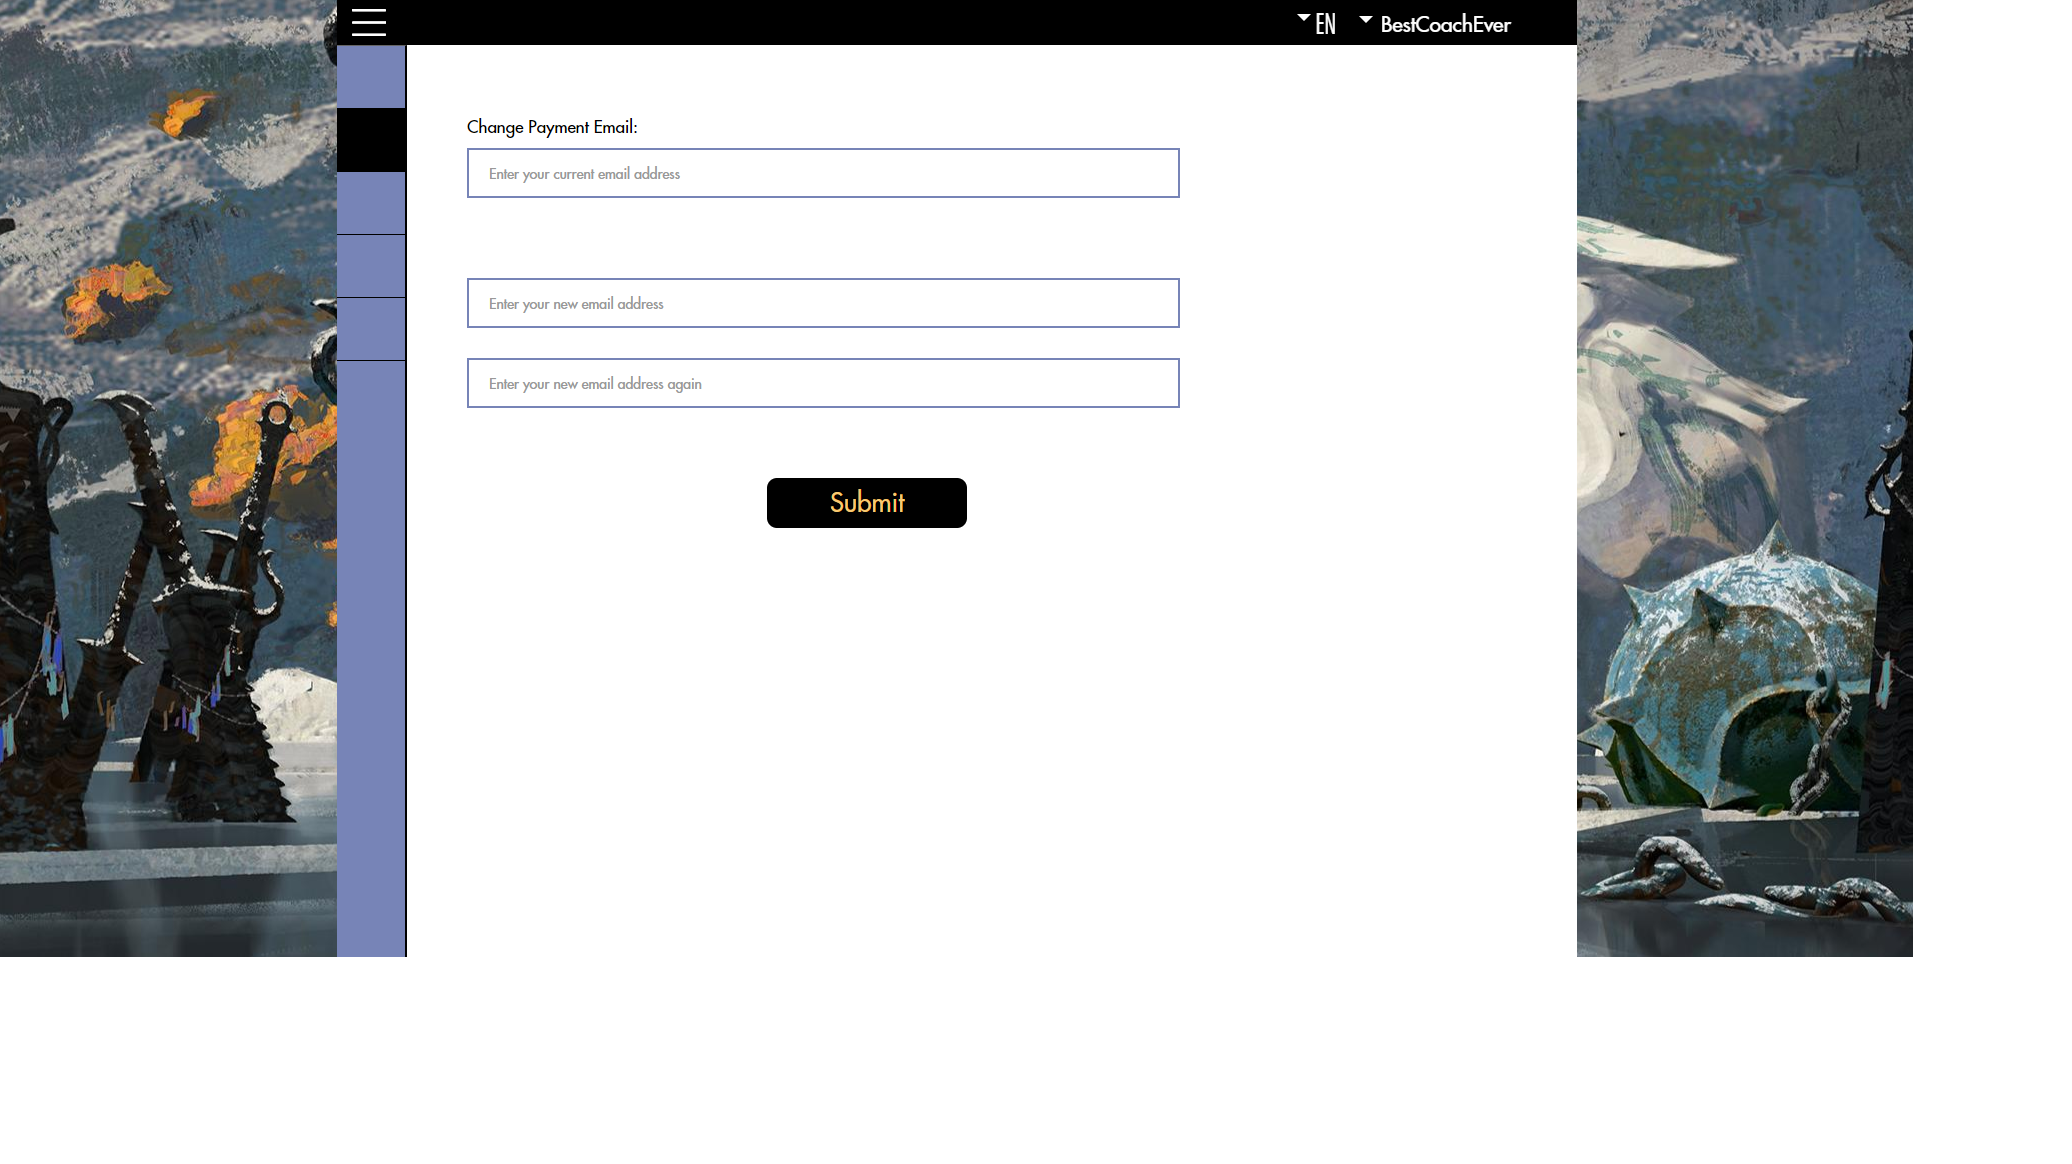 EN BestCoachEver
Change Payment Email:
Enter your current email address
Enter your new email address
Enter your new email address again
Submit